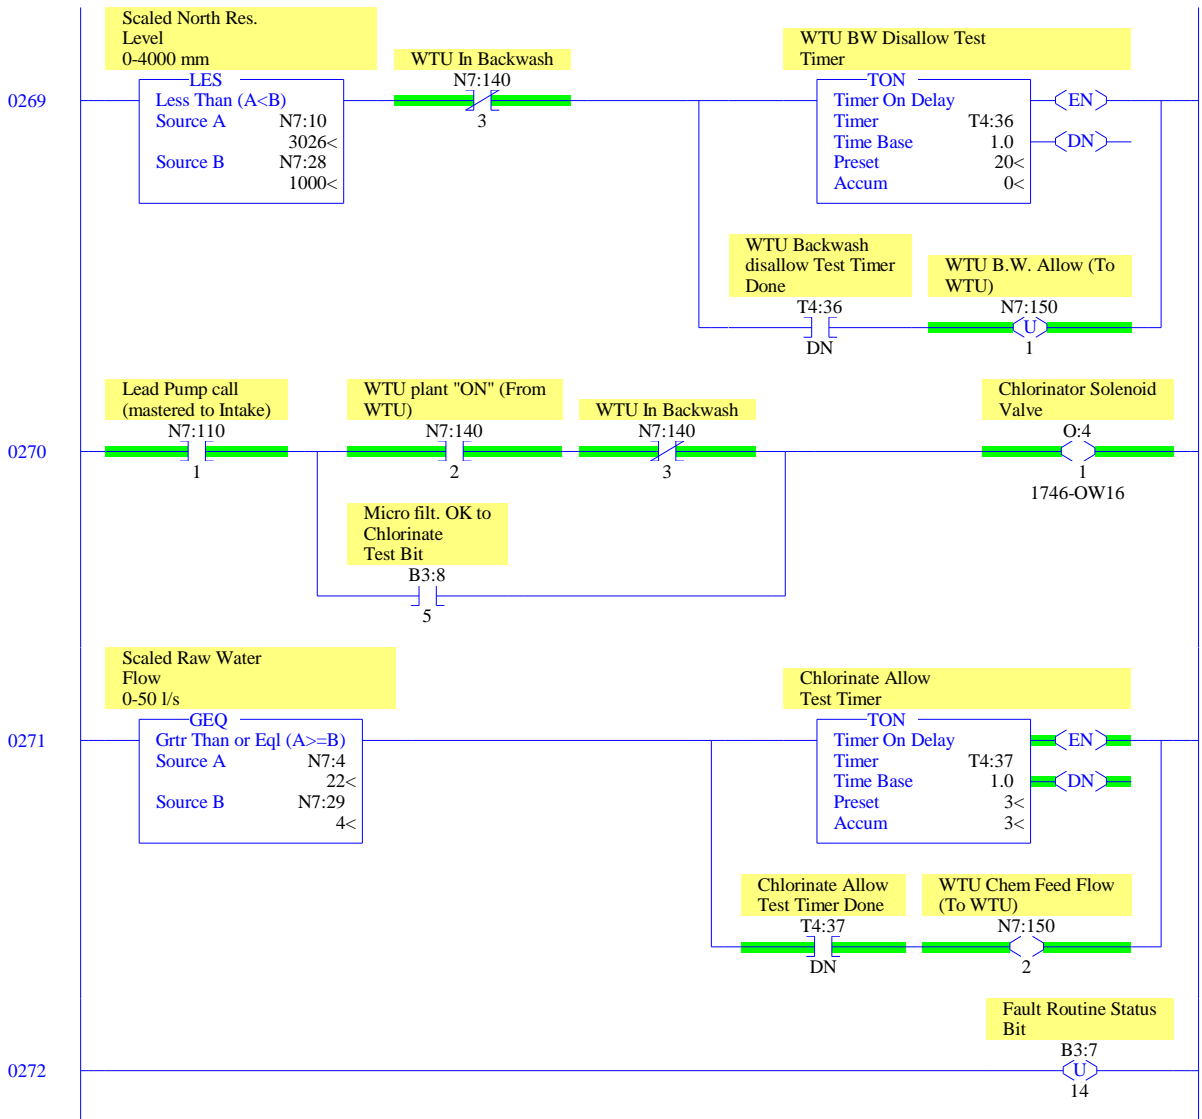 Scaled North Res.
Level
0-4000 mm
WTU In Backwash
WTU BW Disallow Test
Timer
0269
LES
Less Than (A<B)
Source A N7:10
3026<
Source B N7:28
1000<
N7:140
3
TON
Timer On Delay
Timer T4:36
Time Base 1.0
Preset 20<
Accum 0<
EN
DN
WTU Backwash
disallow Test Timer
Done
T4:36
DN
WTU B.W. Allow (To
WTU)
N7:150
U
1
0270
Lead Pump call
(mastered to Intake)
N7:110
1
WTU plant "ON" (From
WTU)
N7:140
2
WTU In Backwash
N7:140
3
Chlorinator Solenoid
Valve
O:4
1
1746-OW16
Micro filt. OK to
Chlorinate
Test Bit
B3:8
5
0271
Scaled Raw Water
Flow
0-50 l/s
GEQ
Grtr Than or Eql (A>=B)
Source A N7:4
22<
Source B N7:29
4<
Chlorinate Allow
Test Timer
TON
Timer On Delay
Timer T4:37
Time Base 1.0
Preset 3<
Accum 3<
EN
DN
Chlorinate Allow
Test Timer Done
T4:37
DN
WTU Chem Feed Flow
(To WTU)
N7:150
2
0272
Fault Routine Status
Bit
B3:7
U
14